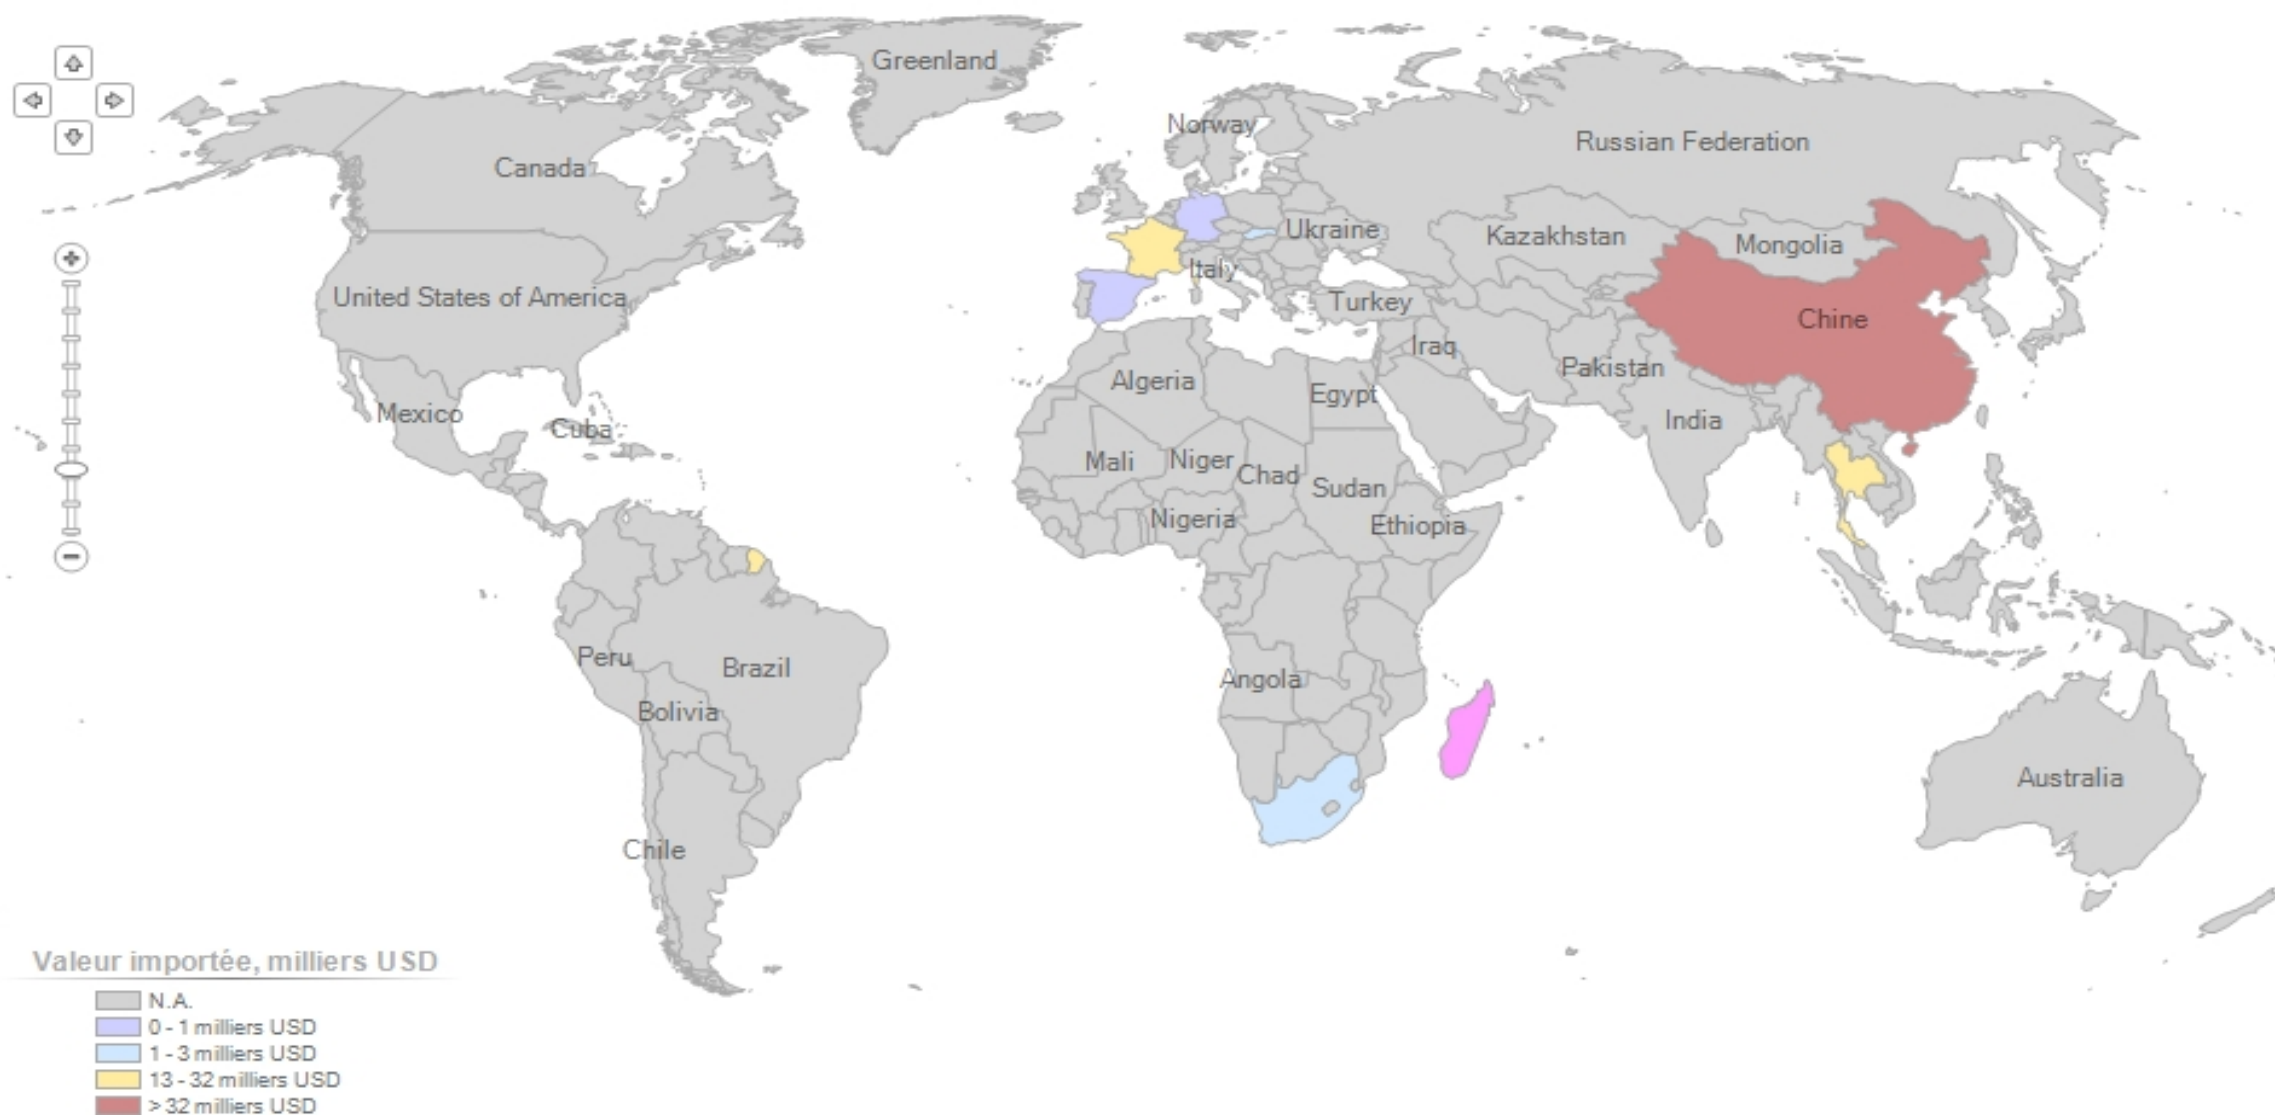 Greenland
Norway
Russian Federation
Canada
Ukraine
Kazakhstan
Mongolia
Italy
United States of America
Turkey
Chine
Iraq
Pakistan
Algeria
Egypt
Mexico
Cuba
India
Mali
Niger
Chad
Sudan
Nigeria
Ethiopia
Peru
Brazil
Angola
Bolivia
Australia
Chile
Valeur importée, milliers USD
N.A.
0 - 1 milliers USD
1 - 3 milliers USD
13 - 32 milliers USD
> 32 milliers USD